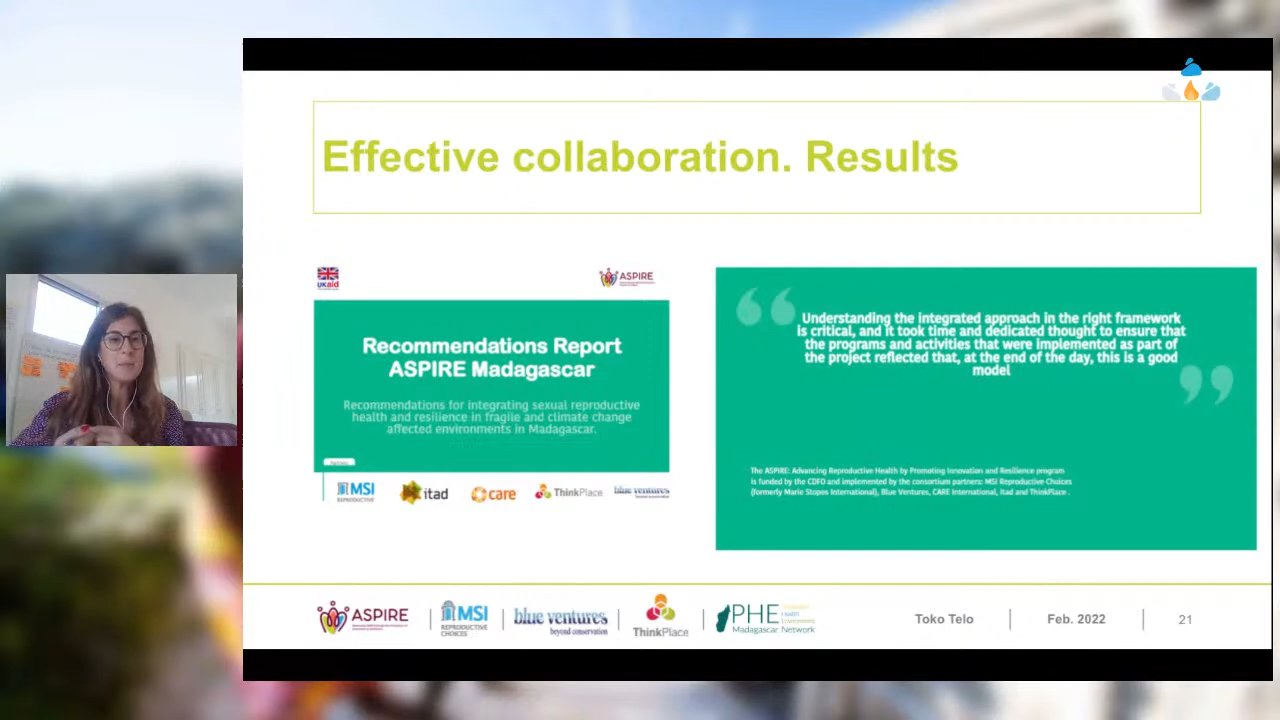 Effective collaboration. Results
UKaid
ASPIRE
Recommendations Report
ASPIRE Madagascar
Recommendations for integrating sexual reproductive
health and resilience in fragile and climate change
affected environments in Madagascar.
MSI
REPRODUCTIVE
itad
care
ThinkPlace
blue ventures
beyond conservation
“
Understanding the integrated approach in the right framework
is critical, and it took time and dedicated thought to ensure that
the programs and activities that were implemented as part of
the project reflected that, at the end of the day, this is a good
model
”
The ASPIRE: Advancing Reproductive Health by Promoting Innovation and Resilience program
is funded by the CDFO and implemented by the consortium partners: MSI Reproductive Choices
(formerly Marie Stopes International), Blue Ventures, CARE International, Itad and ThinkPlace .
ASPIRE
MSI
REPRODUCTIVE
CHOICES
blue ventures
beyond conservation
ThinkPlace
PHE
Health
Madagascar Network
Toko Telo
Feb. 2022
21